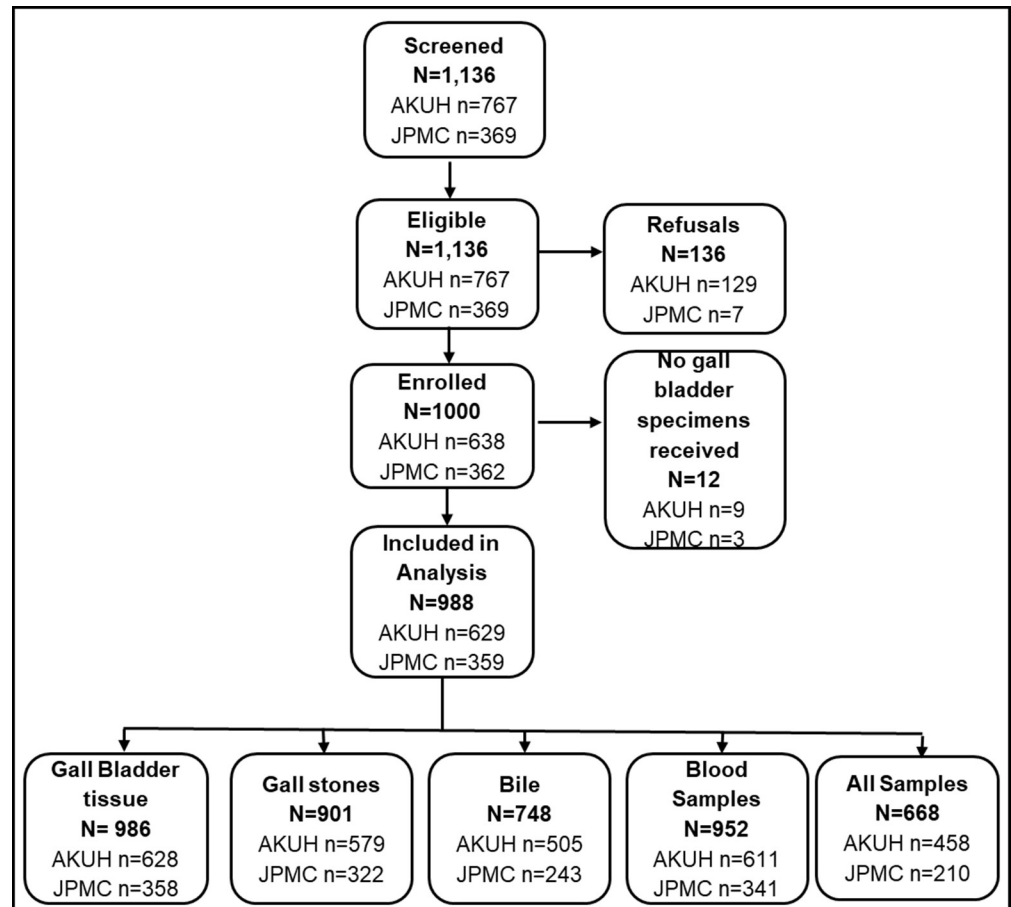 Screened
N=1,136
AKUH n=767
JPMC n=369
Eligible
N=1,136
AKUH n=767
JPMC n=369
Refusals
N=136
AKUH n=129
JPMC n=7
Enrolled
N=1000
AKUH n=638
JPMC n=362
No gall
bladder
specimens
received
N=12
AKUH n=9
JPMC n=3
Included in
Analysis
N=988
AKUH n=629
JPMC n=359
Gall Bladder
tissue
N= 986
AKUH n=628
JPMC n=358
Gall stones
N=901
AKUH n=579
JPMC n=322
Bile
N=748
AKUH n=505
JPMC n=243
Blood
Samples
N=952
AKUH n=611
JPMC n=341
All Samples
N=668
AKUH n=458
JPMC n=210